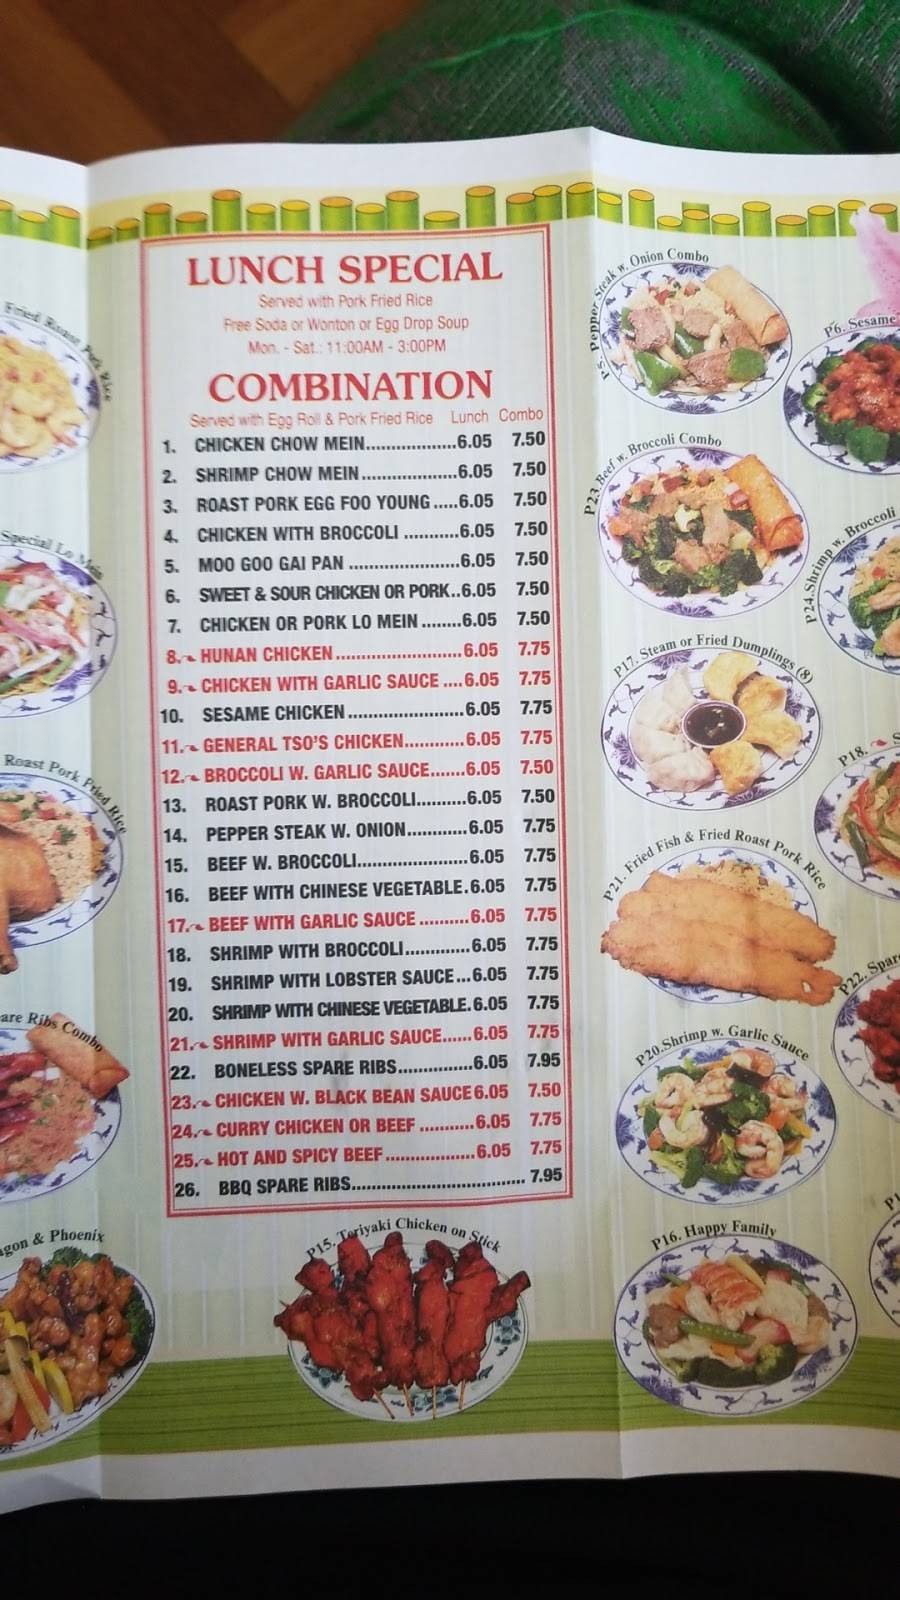 LUNCH SPECIAL
Served with Pork Fried Rice
Free Soda or Wonton or Egg Drop Soup
Mon. - Sat.: 11:00AM - 3:00PM
COMBINATION
Served with Egg Roll & Pork Fried Rice Lunch Combo
1. CHICKEN CHOW MEIN..................6.05 7.50
2. SHRIMP CHOW MEIN...................6.05 7.50
3. ROAST PORK EGG FOO YOUNG .....6.05 7.50
4. CHICKEN WITH BROCCOLI ...........6.05 7.50
5. MOO GOO GAI PAN ......................6.05 7.50
6. SWEET & SOUR CHICKEN OR PORK..6.05 7.50
7. CHICKEN OR PORK LO MEIN ........6.05 7.50
8. HUNAN CHICKEN.........................6.05 7.75
9. CHICKEN WITH GARLIC SAUCE ....6.05 7.75
10. SESAME CHICKEN.......................6.05 7.75
11. GENERAL TSO'S CHICKEN............6.05 7.75
12. BROCCOLI W. GARLIC SAUCE.......6.05 7.50
13. ROAST PORK W. BROCCOLI..........6.05 7.50
14. PEPPER STEAK W. ONION............6.05 7.75
15. BEEF W. BROCCOLI......................6.05 7.75
16. BEEF WITH CHINESE VEGETABLE.6.05 7.75
17. BEEF WITH GARLIC SAUCE ..........6.05 7.75
18. SHRIMP WITH BROCCOLI.............6.05 7.75
19. SHRIMP WITH LOBSTER SAUCE...6.05 7.75
20. SHRIMP WITH CHINESE VEGETABLE.6.05 7.75
21. SHRIMP WITH GARLIC SAUCE......6.05 7.75
22. BONELESS SPARE RIBS...............6.05 7.95
23. CHICKEN W. BLACK BEAN SAUCE 6.05 7.50
24. CURRY CHICKEN OR BEEF ...........6.05 7.75
25. HOT AND SPICY BEEF..................6.05 7.75
26. BBQ SPARE RIBS.................................. 7.95
P15. Teriyaki Chicken on Stick
Fried Roast Pork Rice
Special Lo Mein
Roast Pork Fried Rice
are Ribs Combo
gon & Phoenix
P5. Pepper Steak w. Onion Combo
P6. Sesame
P23.Beef w. Broccoli Combo
P24.Shrimp w. Broccoli
P17. Steam or Fried Dumplings (8)
P18. S
P21. Fried Fish & Fried Roast Pork Rice
P22. Spare
P20.Shrimp w. Garlic Sauce
P16. Happy Family